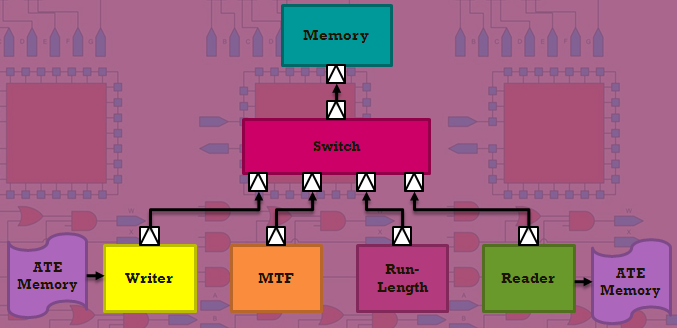 Memory
Switch
ATE
Memory
Writer
MTF
Run-
Length
Reader
ATE
Memory